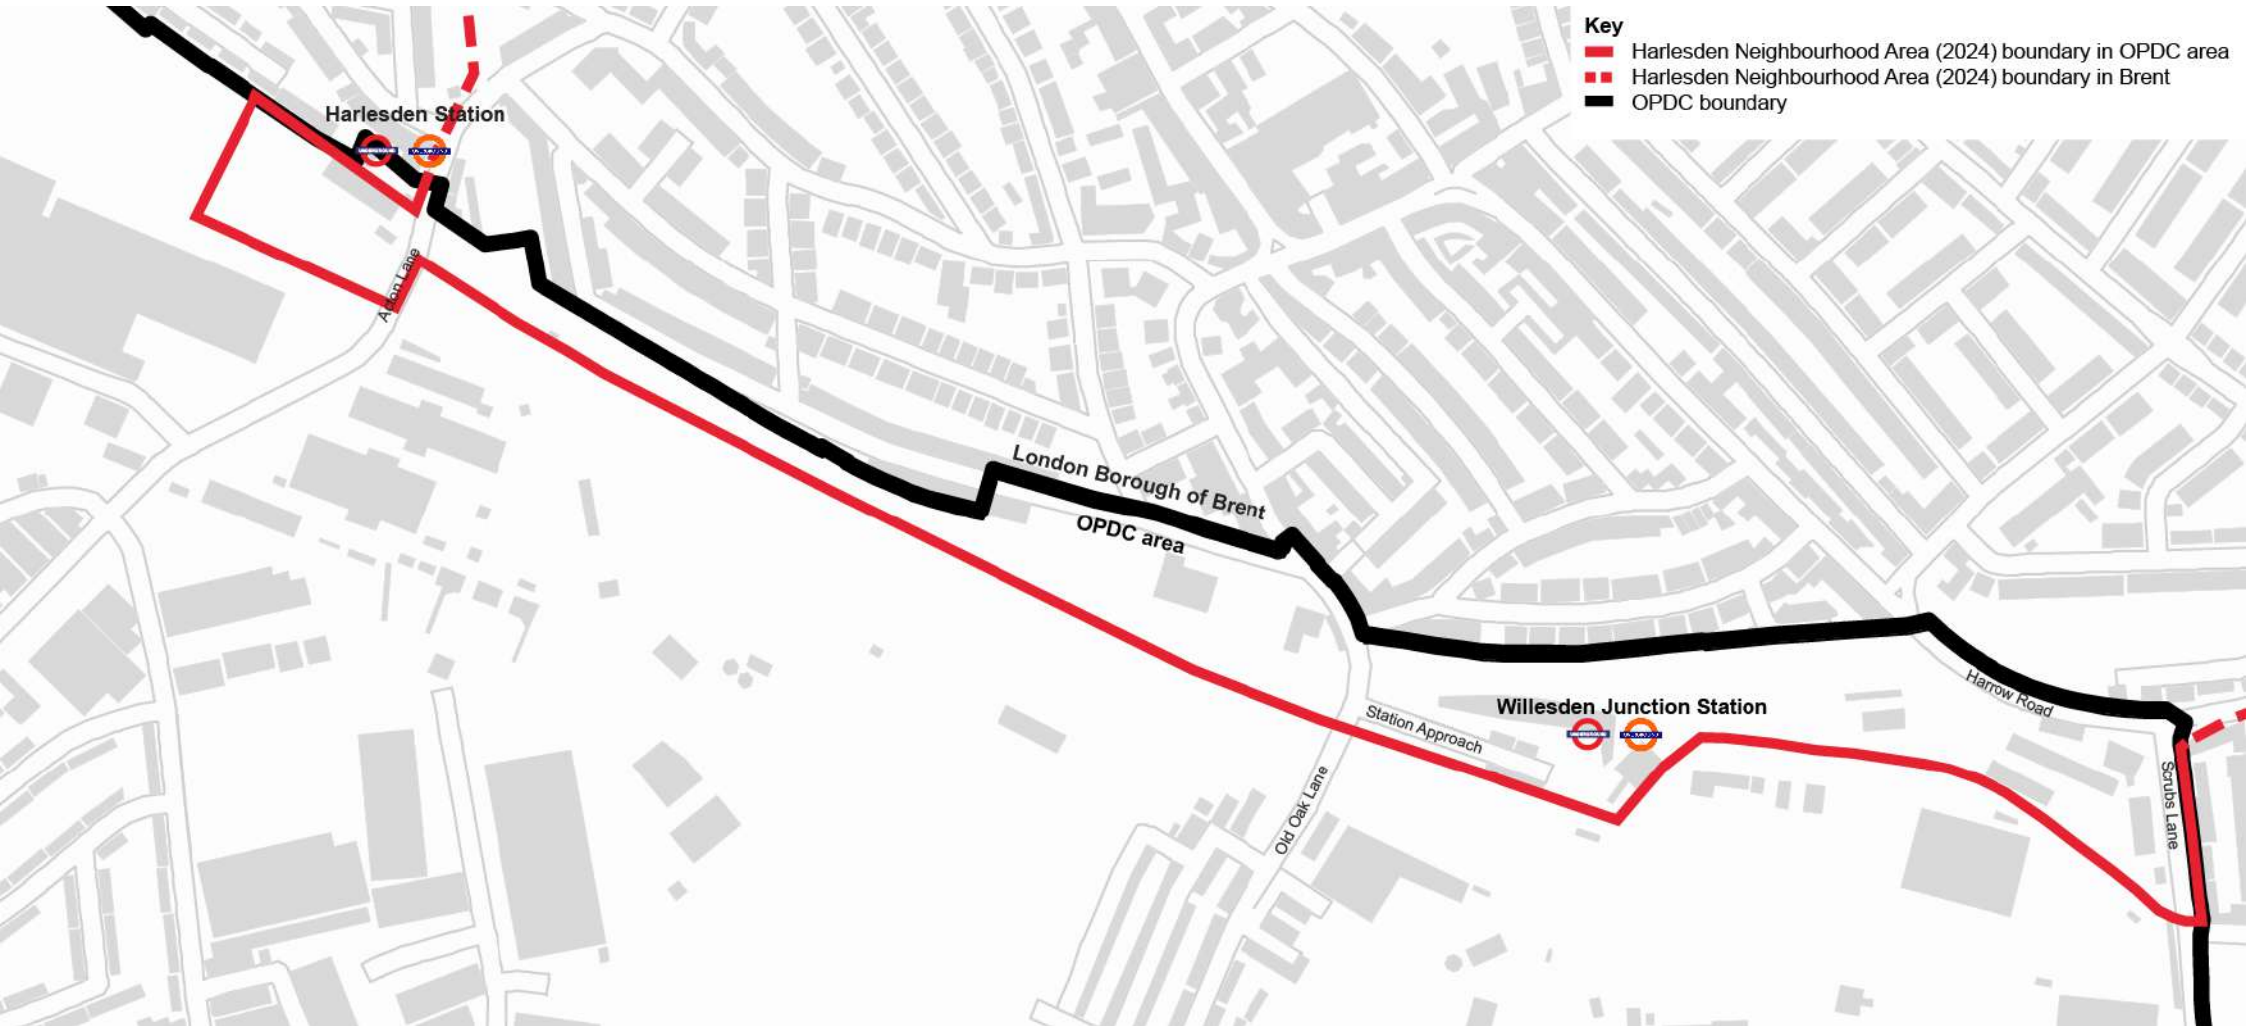 Key
Harlesden Neighbourhood Area (2024) boundary in OPDC area
Harlesden Neighbourhood Area (2024) boundary in Brent
OPDC boundary
Harlesden Station
UNDERGROUND
Acton Lane
London Borough of Brent
OPDC area
Harrow Road
Willesden Junction Station
UNDERGROUND
Station Approach
Old Oak Lane
Scrubs Lane